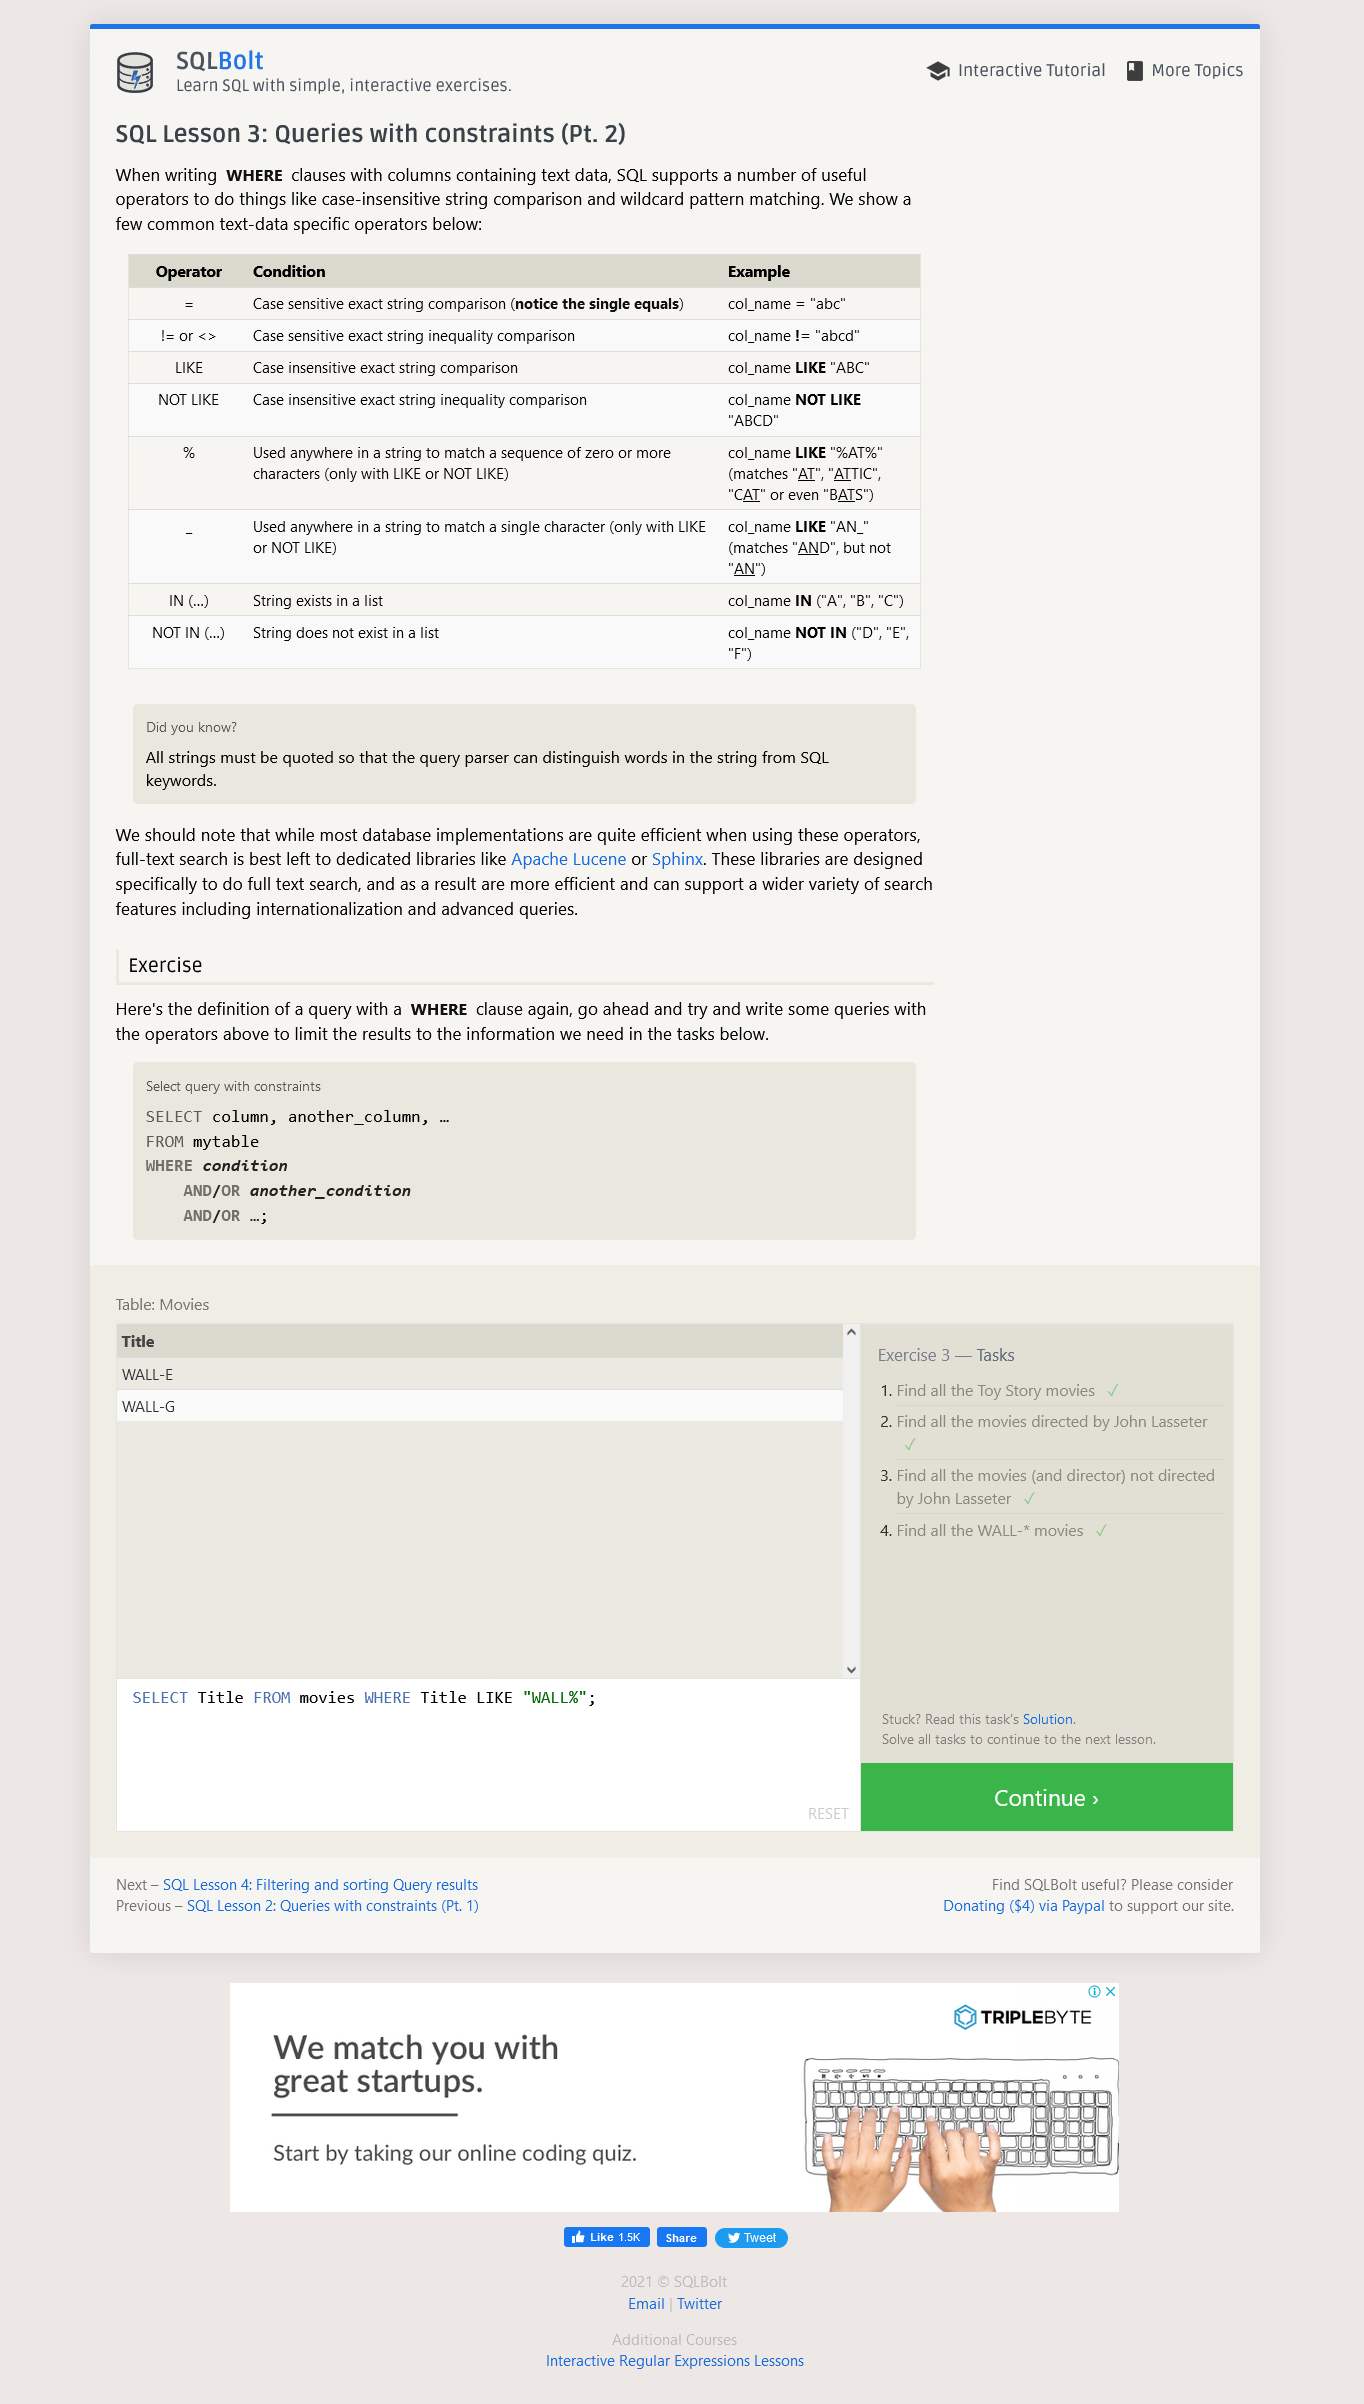 SQLBolt
Learn SQL with simple, interactive exercises.
Interactive Tutorial
More Topics
SQL Lesson 3: Queries with constraints (Pt. 2)
When writing WHERE clauses with columns containing text data, SQL supports a number of useful
operators to do things like case-insensitive string comparison and wildcard pattern matching. We show a
few common text-data specific operators below:
Operator Condition Example
= Case sensitive exact string comparison (notice the single equals) col_name = "abc"
!= or <> Case sensitive exact string inequality comparison col_name != "abcd"
LIKE Case insensitive exact string comparison col_name LIKE "ABC"
NOT LIKE Case insensitive exact string inequality comparison col_name NOT LIKE
"ABCD"
% Used anywhere in a string to match a sequence of zero or more col_name LIKE "%AT%"
characters (only with LIKE or NOT LIKE) (matches "AT", "ATTIC",
"CAT" or even "BATS")
_ Used anywhere in a string to match a single character (only with LIKE col_name LIKE "AN_"
or NOT LIKE) (matches "AND", but not
"AN")
IN (…) String exists in a list col_name IN ("A", "B", "C")
NOT IN (…) String does not exist in a list col_name NOT IN ("D", "E",
"F")
Did you know?
All strings must be quoted so that the query parser can distinguish words in the string from SQL
keywords.
We should note that while most database implementations are quite efficient when using these operators,
full-text search is best left to dedicated libraries like Apache Lucene or Sphinx. These libraries are designed
specifically to do full text search, and as a result are more efficient and can support a wider variety of search
features including internationalization and advanced queries.
Exercise
Here's the definition of a query with a WHERE clause again, go ahead and try and write some queries with
the operators above to limit the results to the information we need in the tasks below.
Select query with constraints
SELECT column, another_column, …
FROM mytable
WHERE condition
AND/OR another_condition
AND/OR …;
Table: Movies
Title
WALL-E
WALL-G
SELECT Title FROM movies WHERE Title LIKE "WALL%";
RESET
Exercise 3 — Tasks
1. Find all the Toy Story movies ✓
2. Find all the movies directed by John Lasseter
✓
3. Find all the movies (and director) not directed
by John Lasseter ✓
4. Find all the WALL-* movies ✓
Stuck? Read this task's Solution.
Solve all tasks to continue to the next lesson.
Continue ›
Next – SQL Lesson 4: Filtering and sorting Query results
Previous – SQL Lesson 2: Queries with constraints (Pt. 1)
Find SQLBolt useful? Please consider
Donating ($4) via Paypal to support our site.
TRIPLEBYTE
We match you with
great startups.
Start by taking our online coding quiz.
Like 1.5K Share Tweet
2021 © SQLBolt
Email | Twitter
Additional Courses
Interactive Regular Expressions Lessons